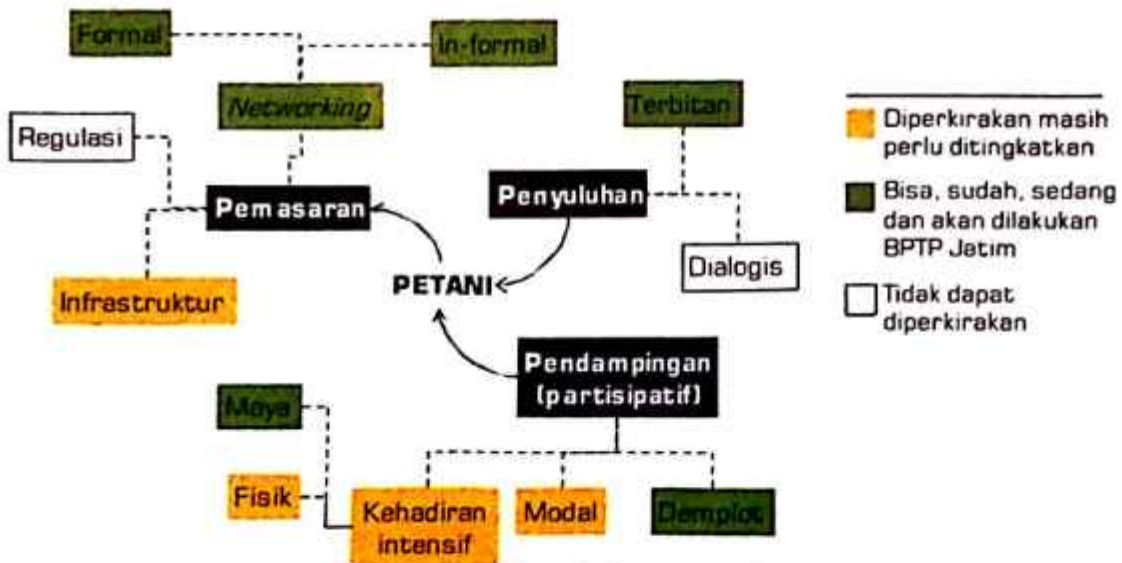 Formal
In-formal
Networking
Terbitan
Regulasi
Pemasaran
Penyuluhan
Dialogis
Infrastruktur
PETANI
Pendampingan
(partisipatif)
Maya
Fisik
Kehadiran
intensif
Modal
Demplot
Diperkirakan masih
perlu ditingkatkan
Bisa, sudah, sedang
dan akan dilakukan
BPTP Jatim
Tidak dapat
diperkirakan